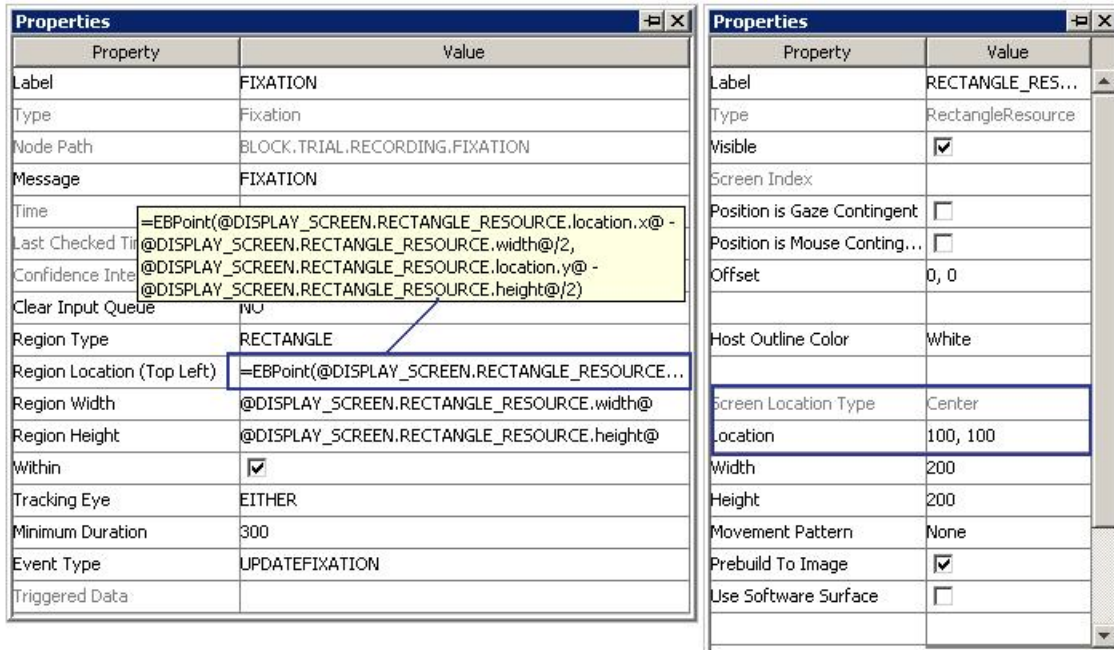 Properties
Property Value
Label FIXATION
Type Fixation
Node Path BLOCK.TRIAL.RECORDING.FIXATION
Message FIXATION
Time
=EBPoint(@DISPLAY_SCREEN.RECTANGLE_RESOURCE.location.x@ -
@DISPLAY_SCREEN.RECTANGLE_RESOURCE.width@/2,
@DISPLAY_SCREEN.RECTANGLE_RESOURCE.location.y@ -
@DISPLAY_SCREEN.RECTANGLE_RESOURCE.height@/2)
Last Checked
Confidence
Clear Input Queue NO
Region Type RECTANGLE
Region Location (Top Left) =EBPoint(@DISPLAY_SCREEN.RECTANGLE_RESOURCE...
Region Width @DISPLAY_SCREEN.RECTANGLE_RESOURCE.width@
Region Height @DISPLAY_SCREEN.RECTANGLE_RESOURCE.height@
Within
Tracking Eye EITHER
Minimum Duration 300
Event Type UPDATEFIXATION
Triggered Data
Properties
Property Value
Label RECTANGLE_RES...
Type RectangleResource
Visible
Screen Index
Position is Gaze Contingent
Position is Mouse Conting...
Offset 0, 0
Host Outline Color White
Screen Location Type Center
Location 100, 100
Width 200
Height 200
Movement Pattern None
Prebuild To Image
Use Software Surface